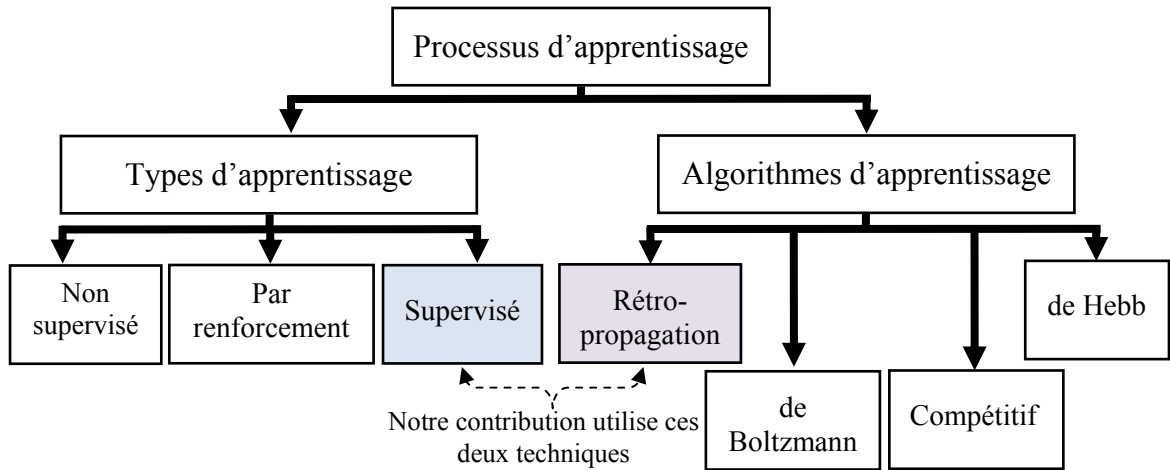 Processus d’apprentissage
Types d’apprentissage
Algorithmes d’apprentissage
Non
supervisé
Par
renforcement
Supervisé
Rétro-
propagation
de Hebb
Notre contribution utilise ces
deux techniques
de
Boltzmann
Compétitif